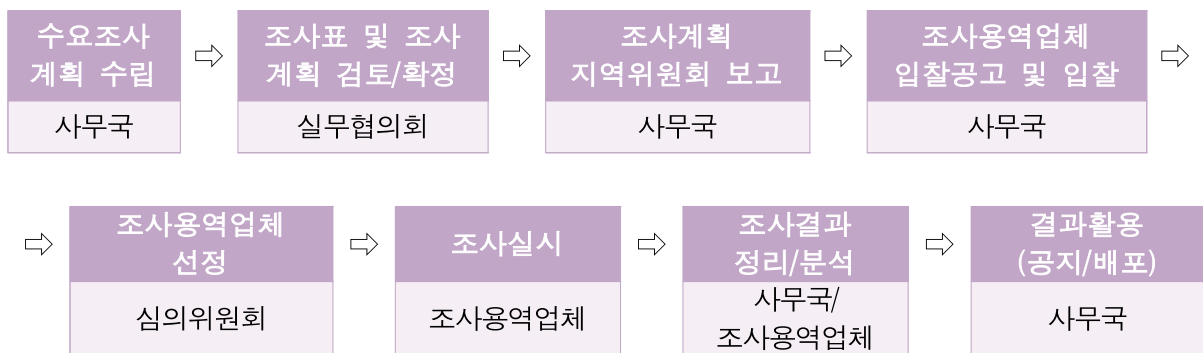 수요조사
계획 수립
사무국
⇨
조사표 및 조사
계획 검토/확정
실무협의회
⇨
조사계획
지역위원회 보고
사무국
⇨
조사용역업체
입찰공고 및 입찰
사무국
⇨
⇨
조사용역업체
선정
심의위원회
⇨
조사실시
조사용역업체
⇨
조사결과
정리/분석
사무국/
조사용역업체
⇨
결과활용
(공지/배포)
사무국